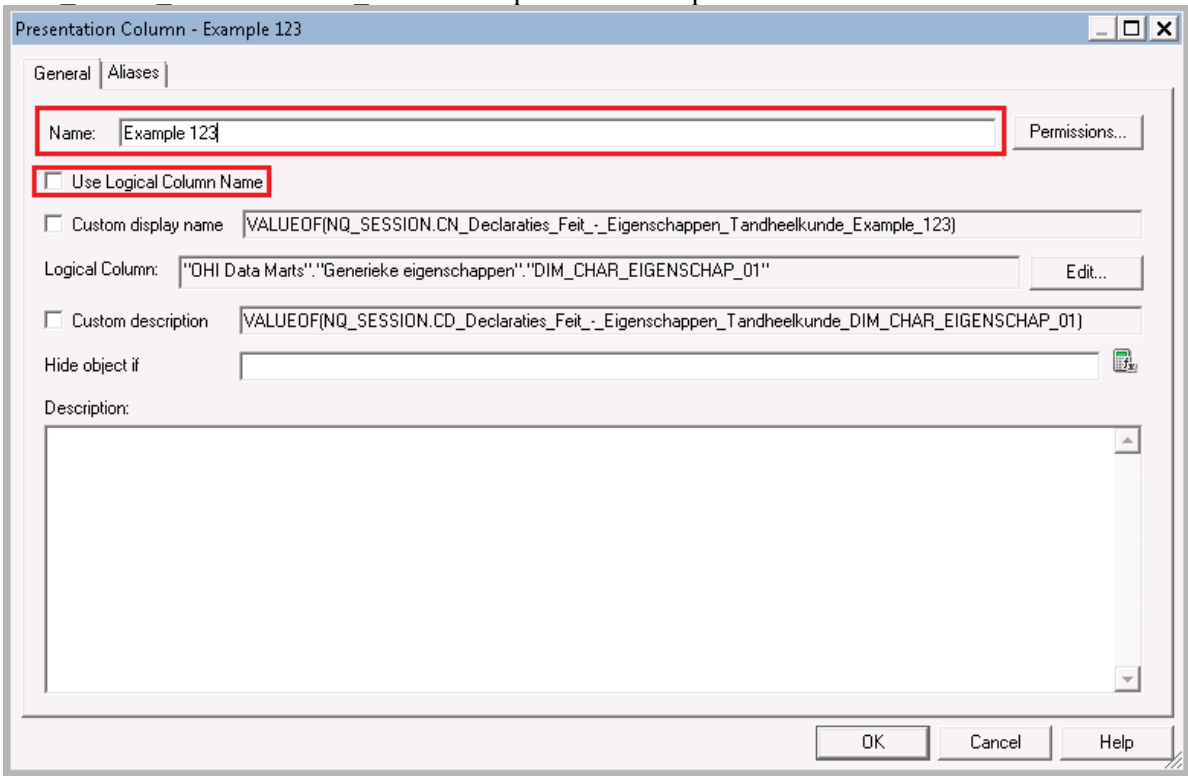 Presentation Column - Example 123
General
Aliases
Name: Example 123
Permissions...
Use Logical Column Name
Custom display name VALUEOF(NQ_SESSION.CN_Declaraties_Feit_-_Eigenschappen_Tandheelkunde_Example_123)
Logical Column: "OHI Data Marts"."Generieke eigenschappen"."DIM_CHAR_EIGENSCHAP_01"
Edit...
Custom description VALUEOF(NQ_SESSION.CD_Declaraties_Feit_-_Eigenschappen_Tandheelkunde_DIM_CHAR_EIGENSCHAP_01)
Hide object if
Description:
OK Cancel Help